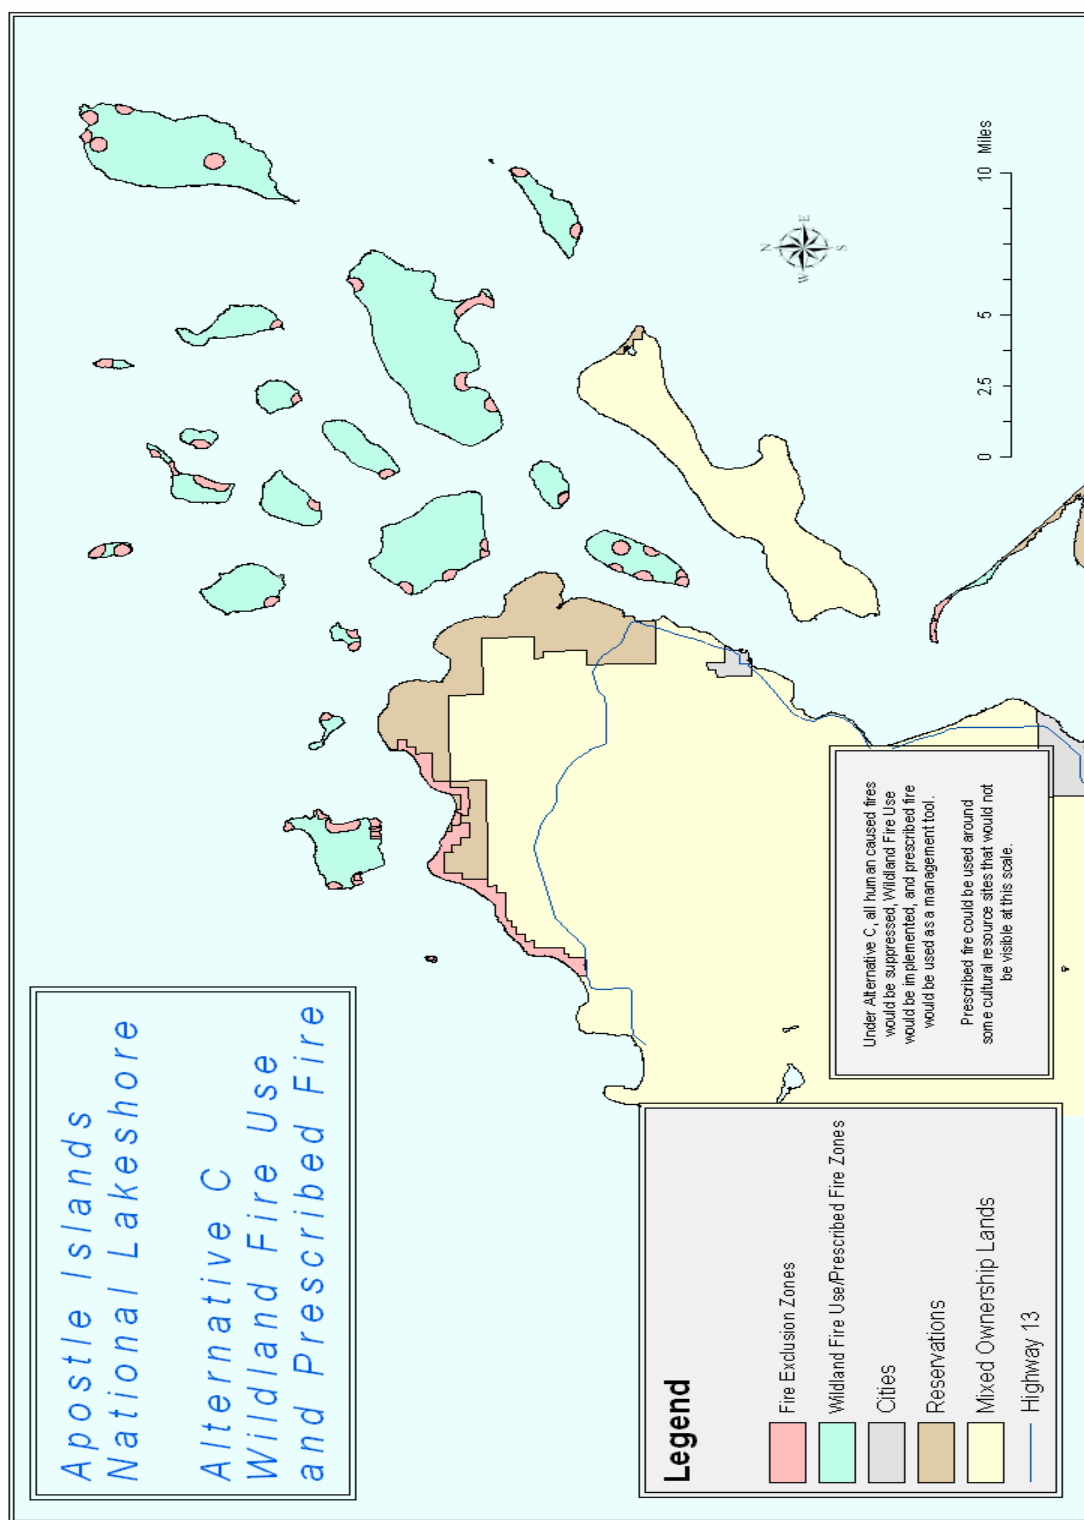 Apostle Islands
National Lakeshore
Alternative C
Wildland Fire Use
and Prescribed Fire
N
E
S
W
0
2.5
5
10 Miles
Under Alternative C, all human caused fires
would be suppressed, Wildland Fire Use
would be implemented, and prescribed fire
would be used as a management tool.
Prescribed fire could be used around
some cultural resource sites that would not
be visible at this scale.
Legend
Fire Exclusion Zones
Wildland Fire Use/Prescribed Fire Zones
Cities
Reservations
Mixed Ownership Lands
Highway 13